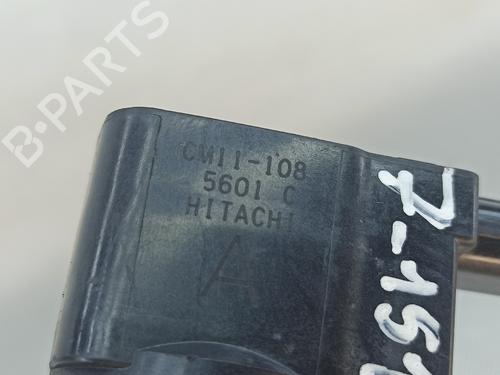 CM11-108
5601 C
HITACHI
A
B-PARTS